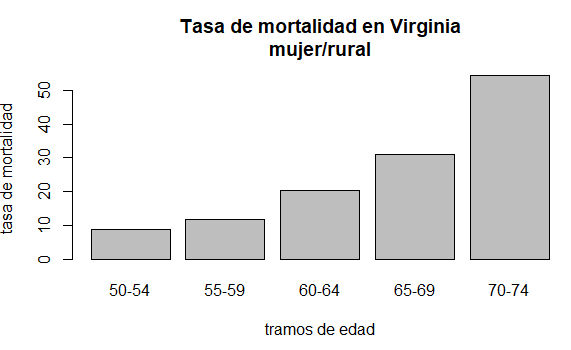 Tasa de mortalidad en Virginia
mujer/rural
tasa de mortalidad
50
40
30
20
10
0
50-54 55-59 60-64 65-69 70-74
tramos de edad